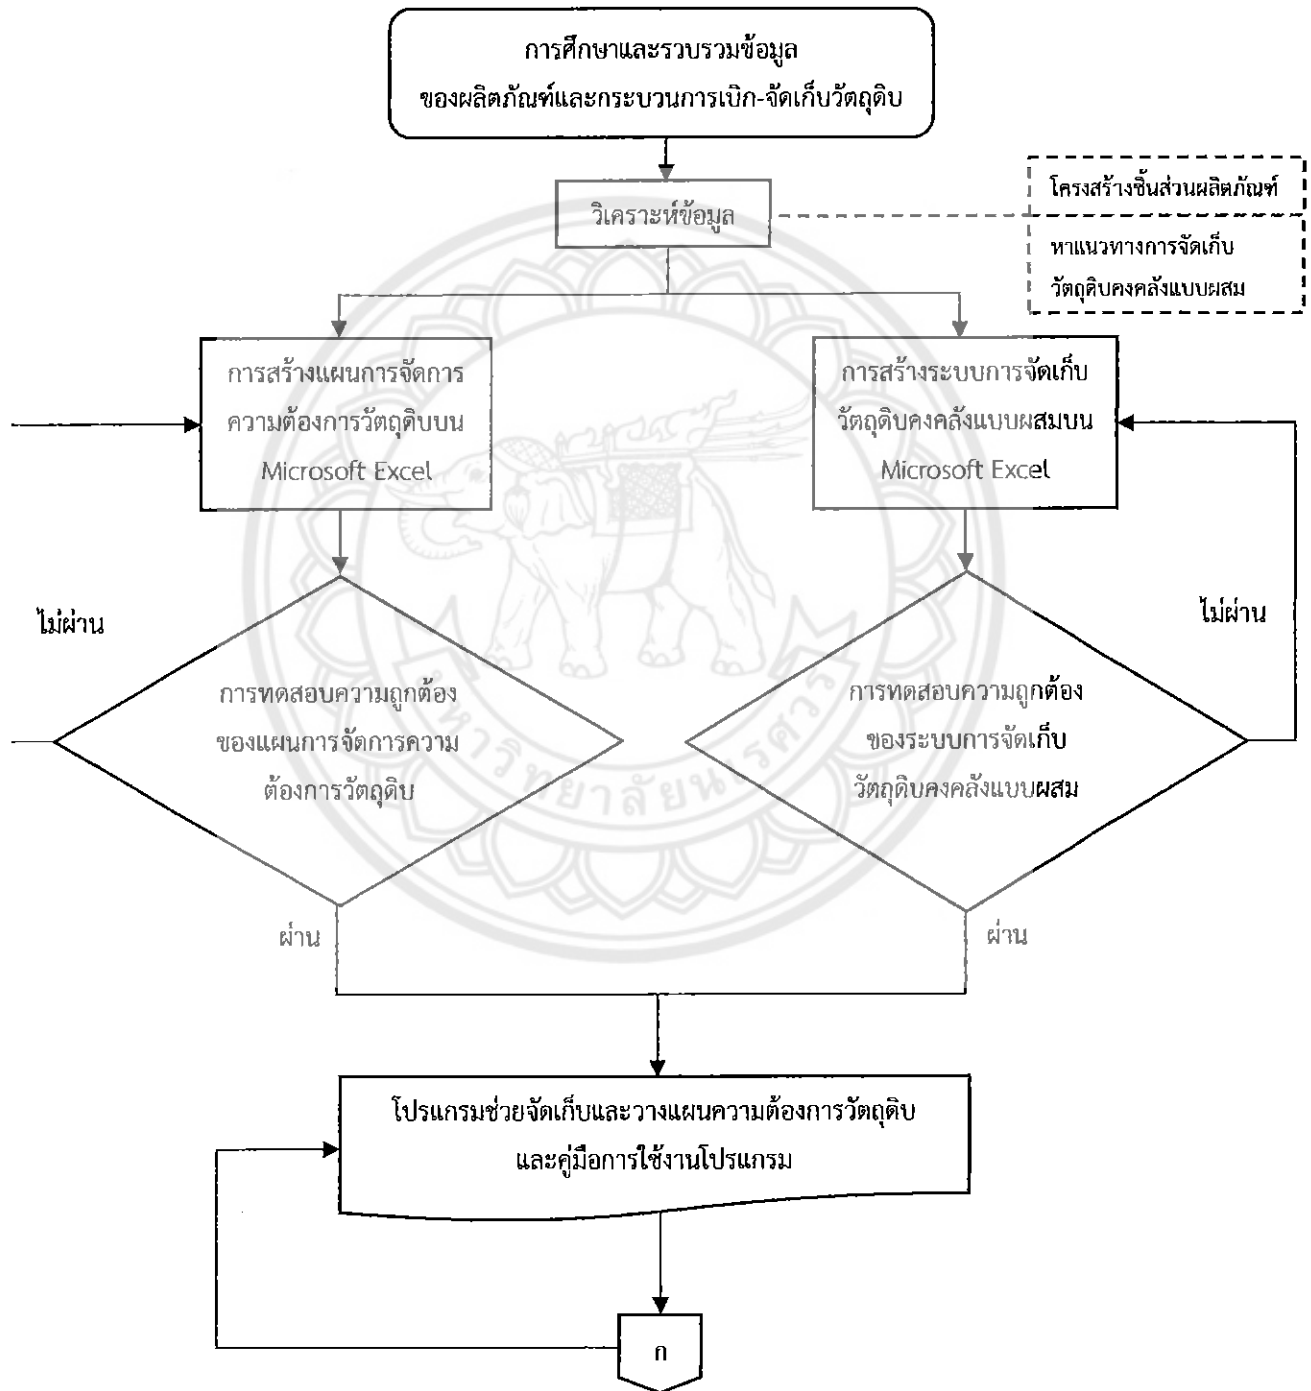 การศึกษาและรวบรวมข้อมูล
ของผลิตภัณฑ์และกระบวนการเบิก-จัดเก็บวัตถุดิบ
วิเคราะห์ข้อมูล
โครงสร้างชิ้นส่วนผลิตภัณฑ์
หาแนวทางการจัดเก็บ
วัตถุดิบคงคลังแบบผสม
การสร้างแผนการจัดการ
ความต้องการวัตถุดิบบน
Microsoft Excel
การสร้างระบบการจัดเก็บ
วัตถุดิบคงคลังแบบผสมบน
Microsoft Excel
ไม่ผ่าน
ไม่ผ่าน
การทดสอบความถูกต้อง
ของแผนการจัดการความ
ต้องการวัตถุดิบ
การทดสอบความถูกต้อง
ของระบบการจัดเก็บ
วัตถุดิบคงคลังแบบผสม
มหาวิทยาลัยนเรศวร
ผ่าน
ผ่าน
โปรแกรมช่วยจัดเก็บและวางแผนความต้องการวัตถุดิบ
และคู่มือการใช้งานโปรแกรม
ก